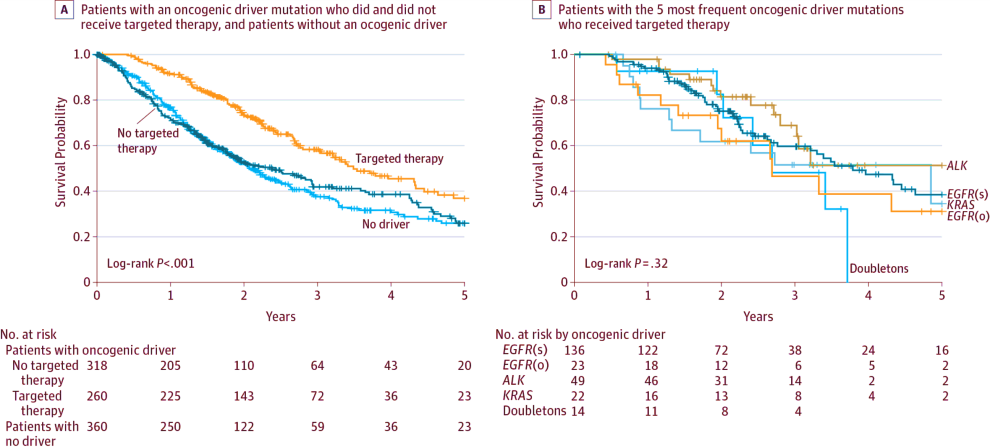 A Patients with an oncogenic driver mutation who did and did not
receive targeted therapy, and patients without an ocogenic driver
1.0
0.8
0.6
0.4
0.2
0
Survival Probability
No targeted
therapy
Targeted therapy
No driver
Log-rank P<.001
0 1 2 3 4 5
Years
No. at risk
Patients with oncogenic driver
No targeted therapy 318 205 110 64 43 20
Targeted therapy 260 225 143 72 36 23
Patients with no driver 360 250 122 59 36 23
B Patients with the 5 most frequent oncogenic driver mutations
who received targeted therapy
1.0
0.8
0.6
0.4
0.2
0
Survival Probability
ALK
EGFR(s)
KRAS
EGFR(o)
Doubletons
Log-rank P=.32
0 1 2 3 4 5
Years
No. at risk by oncogenic driver
EGFR(s) 136 122 72 38 24 16
EGFR(o) 23 18 12 6 5 2
ALK 49 46 31 14 2 2
KRAS 22 16 13 8 4 2
Doubletons 14 11 8 4